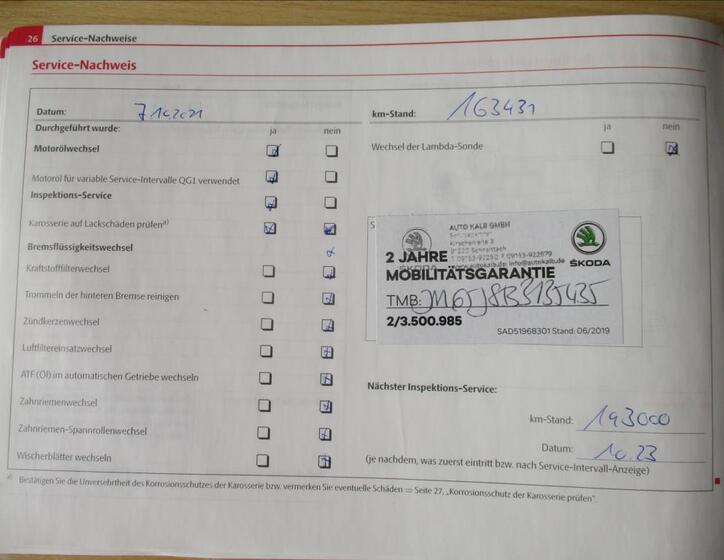 26 Service-Nachweise
Service-Nachweis
Datum: 7.10.2021
km-Stand: 163431
Durchgeführt wurde: ja nein
ja nein
Motorölwechsel
Wechsel der Lambda-Sonde
Motoröl für variable Service-Intervalle QG1 verwendet
Inspektions-Service
Karosserie auf Lackschäden prüfen a)
Bremsflüssigkeitswechsel
Kraftstofffilterwechsel
Trommeln der hinteren Bremse reinigen
Zündkerzenwechsel
Luftfiltereinsatzwechsel
ATF (Öl) im automatischen Getriebe wechseln
Zahnriemenwechsel
Zahnriemen-Spannrollenwechsel
Wischerblätter wechseln
S
AUTO KALB GMBH
2 JAHRE
MOBILITÄTSGARANTIE
ŠKODA
TMB:
2/3.500.985
SAD51968301 Stand: 06/2019
Nächster Inspektions-Service:
km-Stand: 193000
Datum: 10.23
(je nachdem, was zuerst eintritt bzw. nach Service-Intervall-Anzeige)
a) Bestätigen Sie die Unversehrtheit des Korrosionsschutzes der Karosserie bzw. vermerken Sie eventuelle Schäden ⇒ Seite 27, „Korrosionsschutz der Karosserie prüfen".